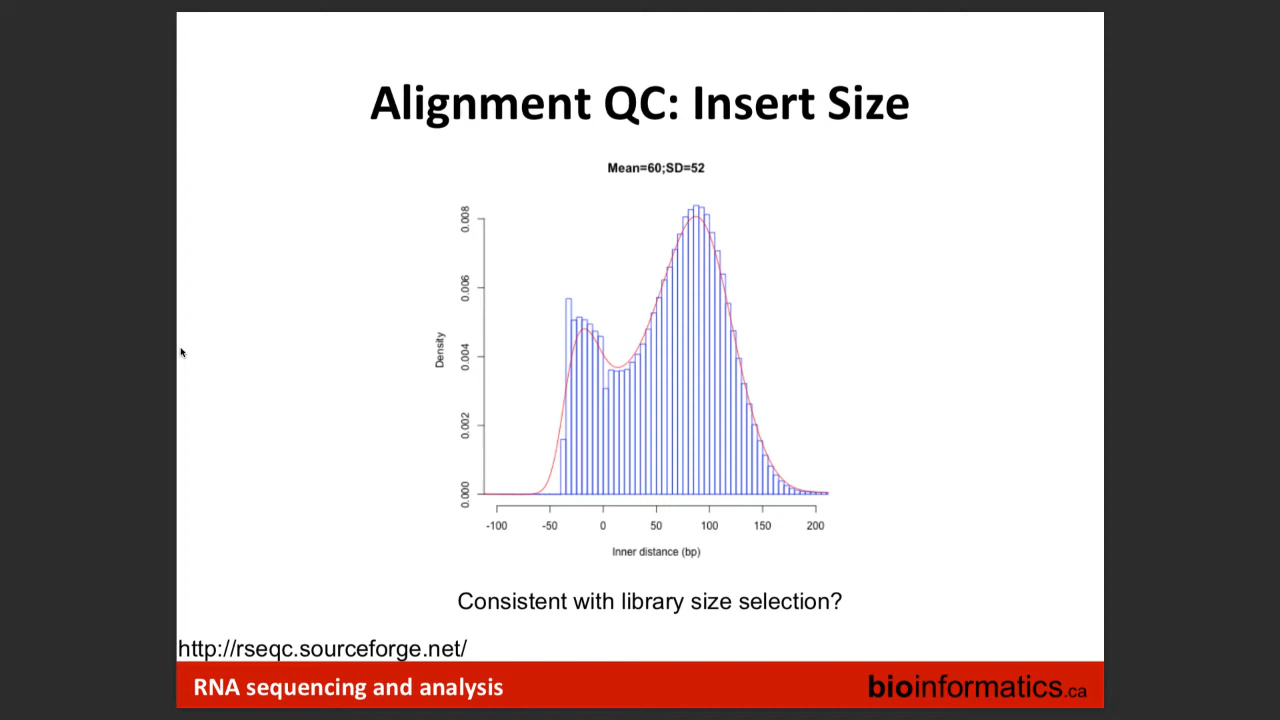 Alignment QC: Insert Size
Mean=60;SD=52
Density
0.008
0.006
0.004
0.002
0.000
-100 -50 0 50 100 150 200
Inner distance (bp)
Consistent with library size selection?
http://rseqc.sourceforge.net/
RNA sequencing and analysis
bioinformatics.ca